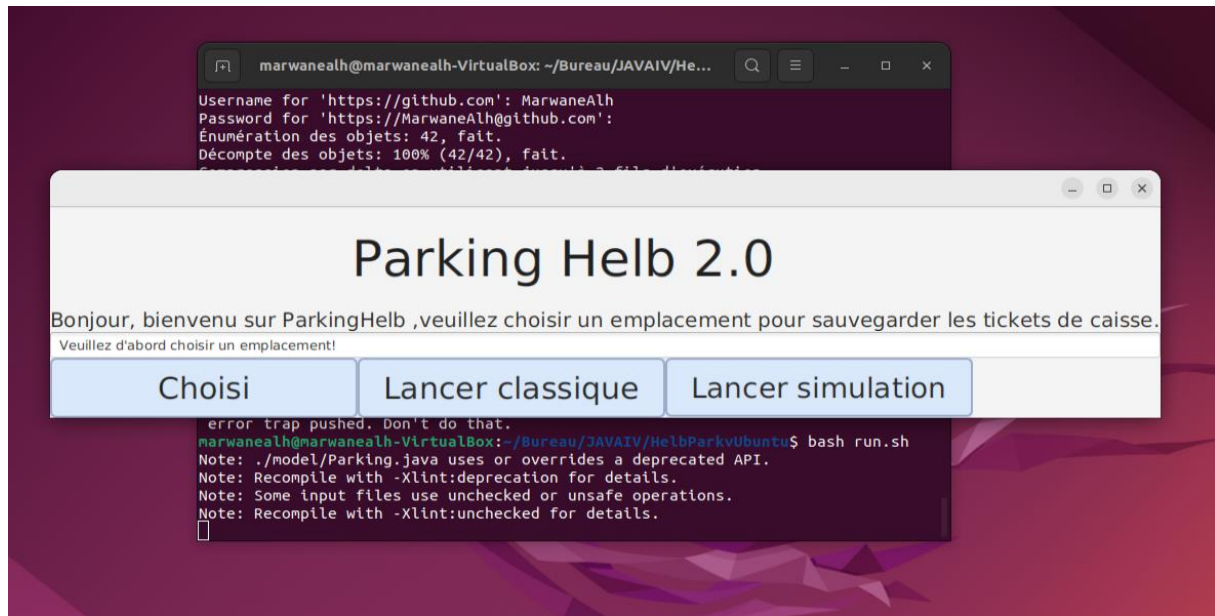 marwanealh@marwanealh-VirtualBox: ~/Bureau/JAVAIV/He...
Username for 'https://github.com': MarwaneAlh
Password for 'https://MarwaneAlh@github.com':
Énumération des objets: 42, fait.
Décompte des objets: 100% (42/42), fait.
Parking Helb 2.0
Bonjour, bienvenu sur ParkingHelb ,veuillez choisir un emplacement pour sauvegarder les tickets de caisse.
Veuillez d'abord choisir un emplacement!
Choisi Lancer classique Lancer simulation
error trap pushed. Don't do that.
marwanealh@marwanealh-VirtualBox:~/Bureau/JAVAIV/HelbParkvUbuntu$ bash run.sh
Note: ./model/Parking.java uses or overrides a deprecated API.
Note: Recompile with -Xlint:deprecation for details.
Note: Some input files use unchecked or unsafe operations.
Note: Recompile with -Xlint:unchecked for details.